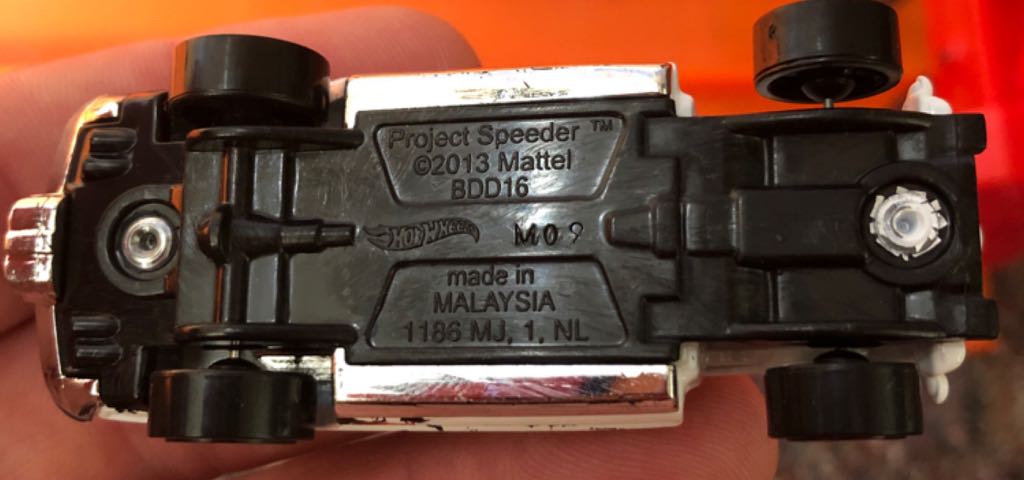 Project Speeder ™
©2013 Mattel
BDD16
HOT WHEELS M09
made in
MALAYSIA
1186 MJ, 1, NL